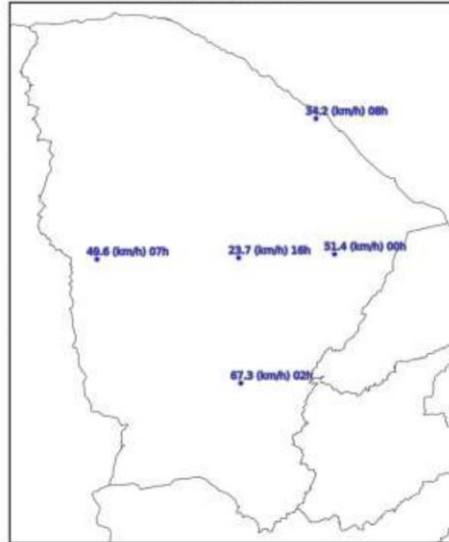 34.2 (km/h) 08h
49.6 (km/h) 07h
23.7 (km/h) 16h
51.4 (km/h) 00h
67.3 (km/h) 02h